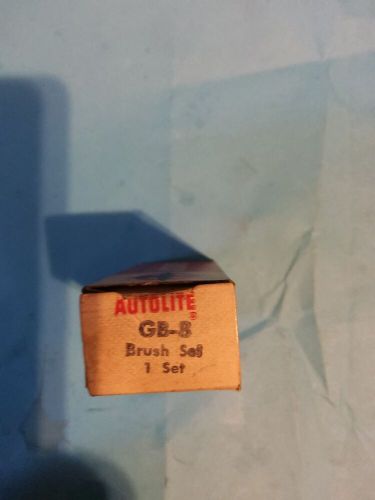 AUTOLITE®
GB-8
Brush Set
1 Set